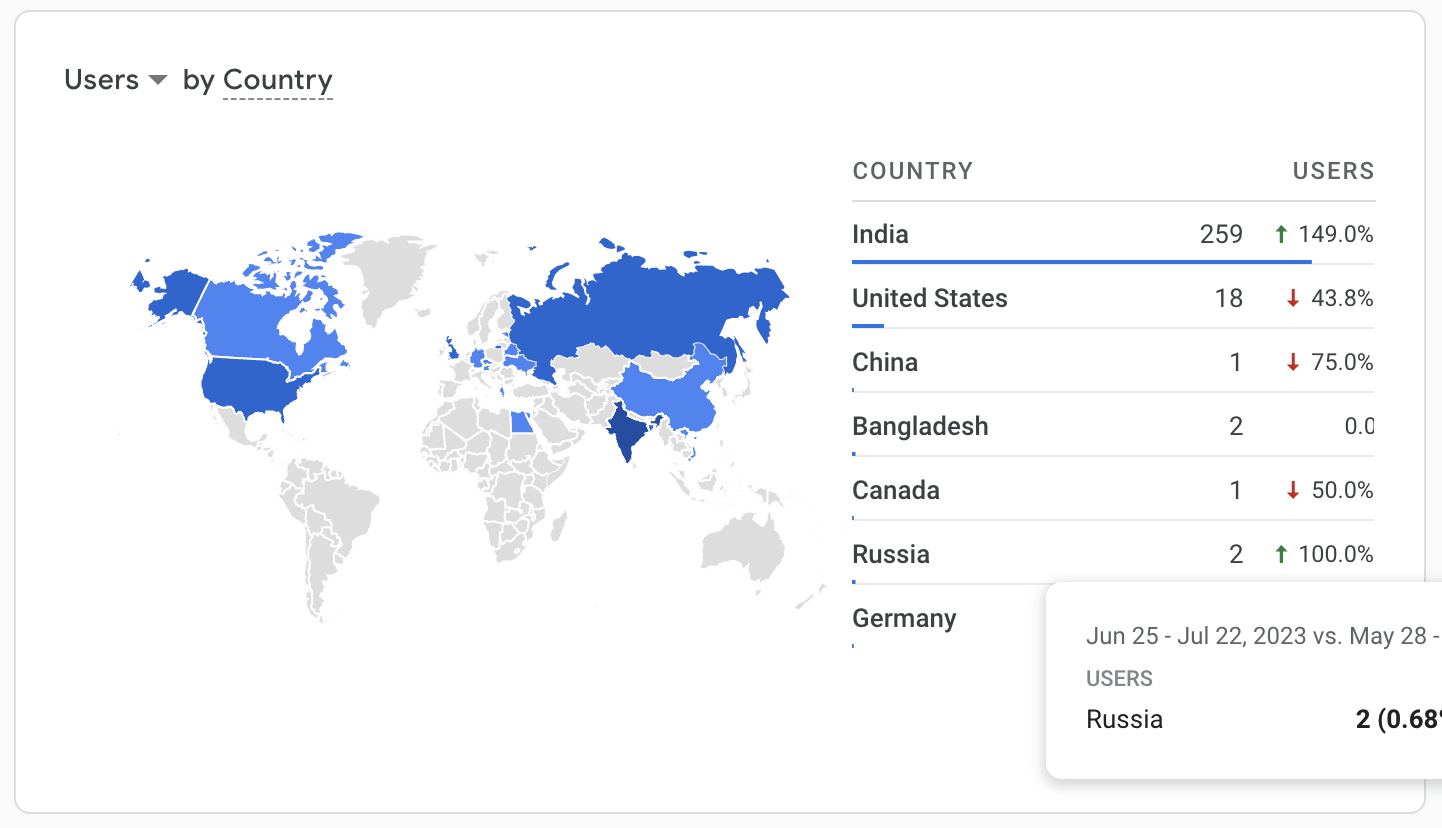 Users by Country
COUNTRY USERS
India 259 ↑ 149.0%
United States 18 ↓ 43.8%
China 1 ↓ 75.0%
Bangladesh 2 0.0
Canada 1 ↓ 50.0%
Russia 2 ↑ 100.0%
Germany
Jun 25 - Jul 22, 2023 vs. May 28 -
USERS
Russia 2 (0.68%